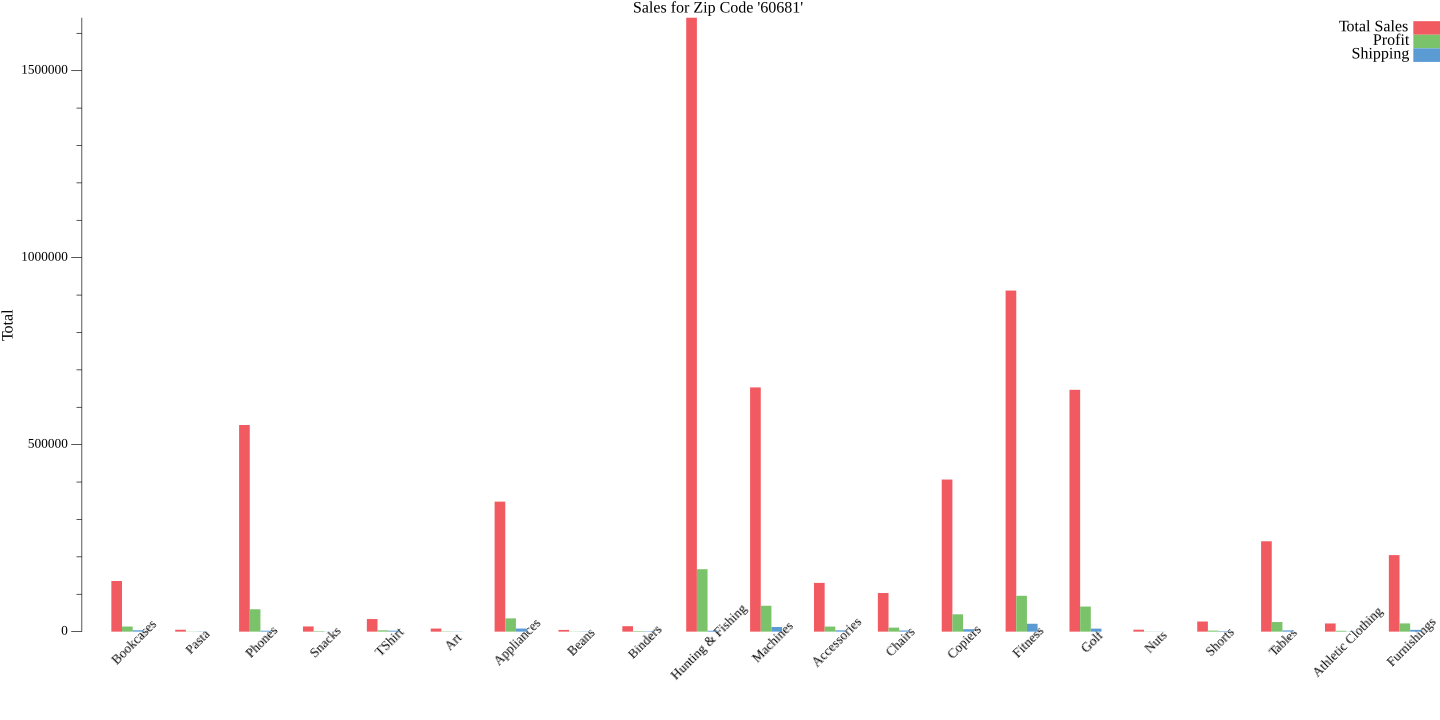 Sales for Zip Code '60681'
Total Sales
Profit
Shipping
Total
1500000
1000000
500000
0
Bookcases
Pasta
Phones
Snacks
TShirt
Art
Appliances
Beans
Binders
Hunting & Fishing
Machines
Accessories
Chairs
Copiers
Fitness
Golf
Nuts
Shorts
Tables
Athletic Clothing
Furnishings